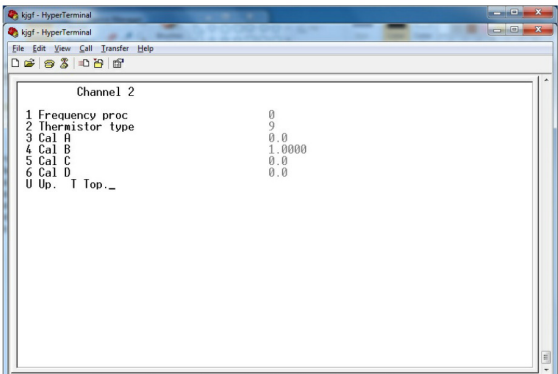 kjgf - HyperTerminal
kjgf - HyperTerminal
File Edit View Call Transfer Help
Channel 2
1 Frequency proc 0
2 Thermistor type 9
3 Cal A 0.0
4 Cal B 1.0000
5 Cal C 0.0
6 Cal D 0.0
U Up. T Top._